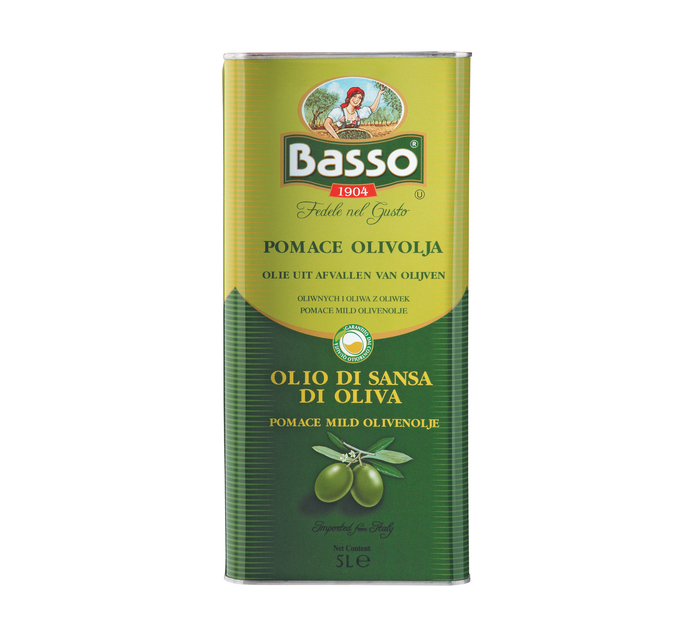 Basso®
1904
U
Fedele nel Gusto
POMACE OLIVOLJA
OLIE UIT AFVALLEN VAN OLIJVEN
OLIWNYCH I OLIWA Z OLIWEK
POMACE MILD OLIVENOLJE
OLIO DI SANSA
DI OLIVA
POMACE MILD OLIVENOLJE
Imported from Italy
Net Content
5L℮